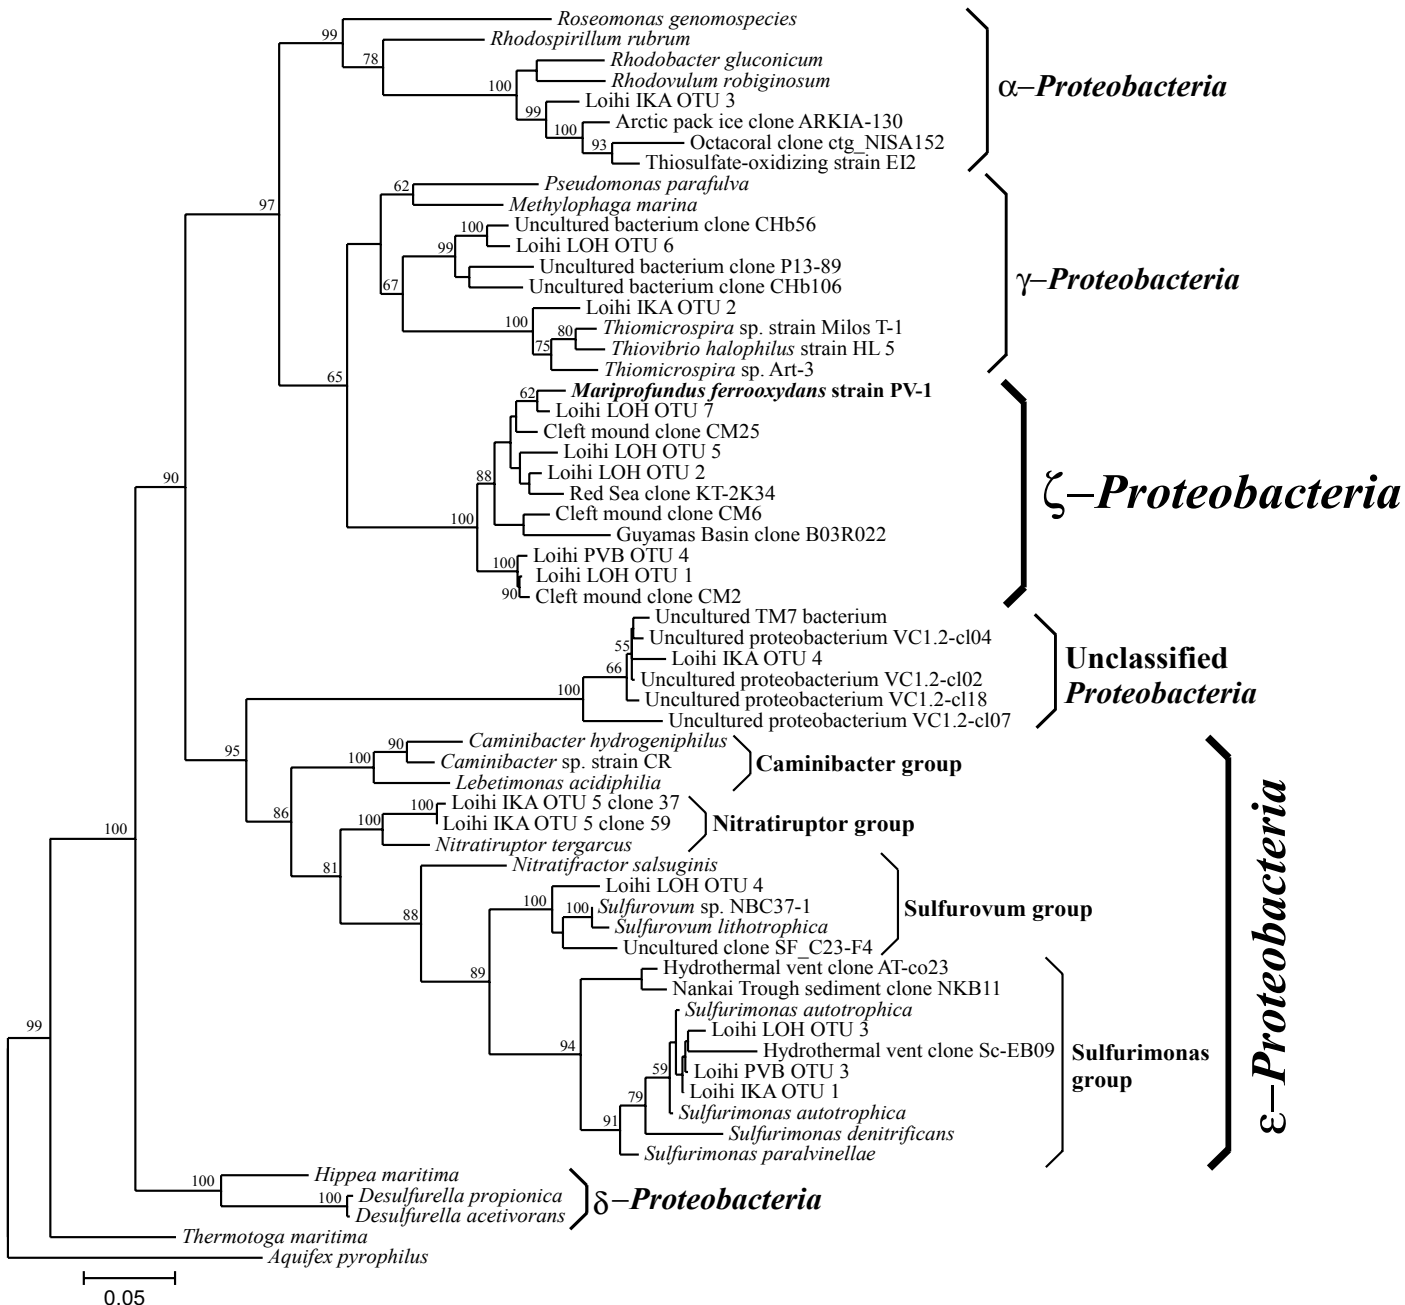 99
Roseomonas genomospecies
78
Rhodospirillum rubrum
Rhodobacter gluconicum
100
Rhodovulum robiginosum
α–Proteobacteria
Loihi IKA OTU 3
99
Arctic pack ice clone ARKIA-130
100
Octacoral clone ctg_NISA152
93
Thiosulfate-oxidizing strain EI2
97
62
Pseudomonas parafulva
Methylophaga marina
100
Uncultured bacterium clone CHb56
99
Loihi LOH OTU 6
Uncultured bacterium clone P13-89
67
Uncultured bacterium clone CHb106
γ–Proteobacteria
Loihi IKA OTU 2
100
80
Thiomicrospira sp. strain Milos T-1
75
Thiovibrio halophilus strain HL 5
Thiomicrospira sp. Art-3
65
62
Mariprofundus ferrooxydans strain PV-1
Loihi LOH OTU 7
Cleft mound clone CM25
Loihi LOH OTU 5
88
Loihi LOH OTU 2
Red Sea clone KT-2K34
ζ–Proteobacteria
100
Cleft mound clone CM6
Guyamas Basin clone B03R022
100
Loihi PVB OTU 4
Loihi LOH OTU 1
90
Cleft mound clone CM2
90
Uncultured TM7 bacterium
55
Uncultured proteobacterium VC1.2-cl04
66
Loihi IKA OTU 4
Uncultured proteobacterium VC1.2-cl02
100
Uncultured proteobacterium VC1.2-cl18
Uncultured proteobacterium VC1.2-cl07
Unclassified
Proteobacteria
95
90
Caminibacter hydrogeniphilus
100
Caminibacter sp. strain CR
Lebetimonas acidiphilia
Caminibacter group
86
100
Loihi IKA OTU 5 clone 37
100
Loihi IKA OTU 5 clone 59
Nitratiruptor tergarcus
Nitratiruptor group
81
100
Nitratifractor salsuginis
88
Loihi LOH OTU 4
100
100
Sulfurovum sp. NBC37-1
Sulfurovum lithotrophica
Uncultured clone SF_C23-F4
Sulfurovum group
89
Hydrothermal vent clone AT-co23
Nankai Trough sediment clone NKB11
Sulfurimonas autotrophica
Loihi LOH OTU 3
94
Hydrothermal vent clone Sc-EB09
59
Loihi PVB OTU 3
79
Loihi IKA OTU 1
Sulfurimonas autotrophica
91
Sulfurimonas denitrificans
Sulfurimonas paralvinellae
Sulfurimonas
group
ε–Proteobacteria
99
100
Hippea maritima
100
Desulfurella propionica
Desulfurella acetivorans
δ–Proteobacteria
Thermotoga maritima
Aquifex pyrophilus
0.05